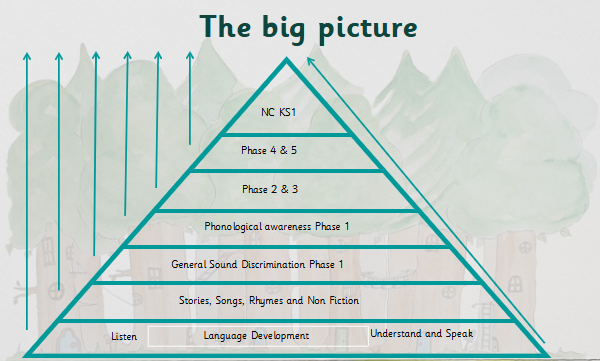 The big picture
NC KS1
Phase 4 & 5
Phase 2 & 3
Phonological awareness Phase 1
General Sound Discrimination Phase 1
Stories, Songs, Rhymes and Non Fiction
Listen Language Development Understand and Speak